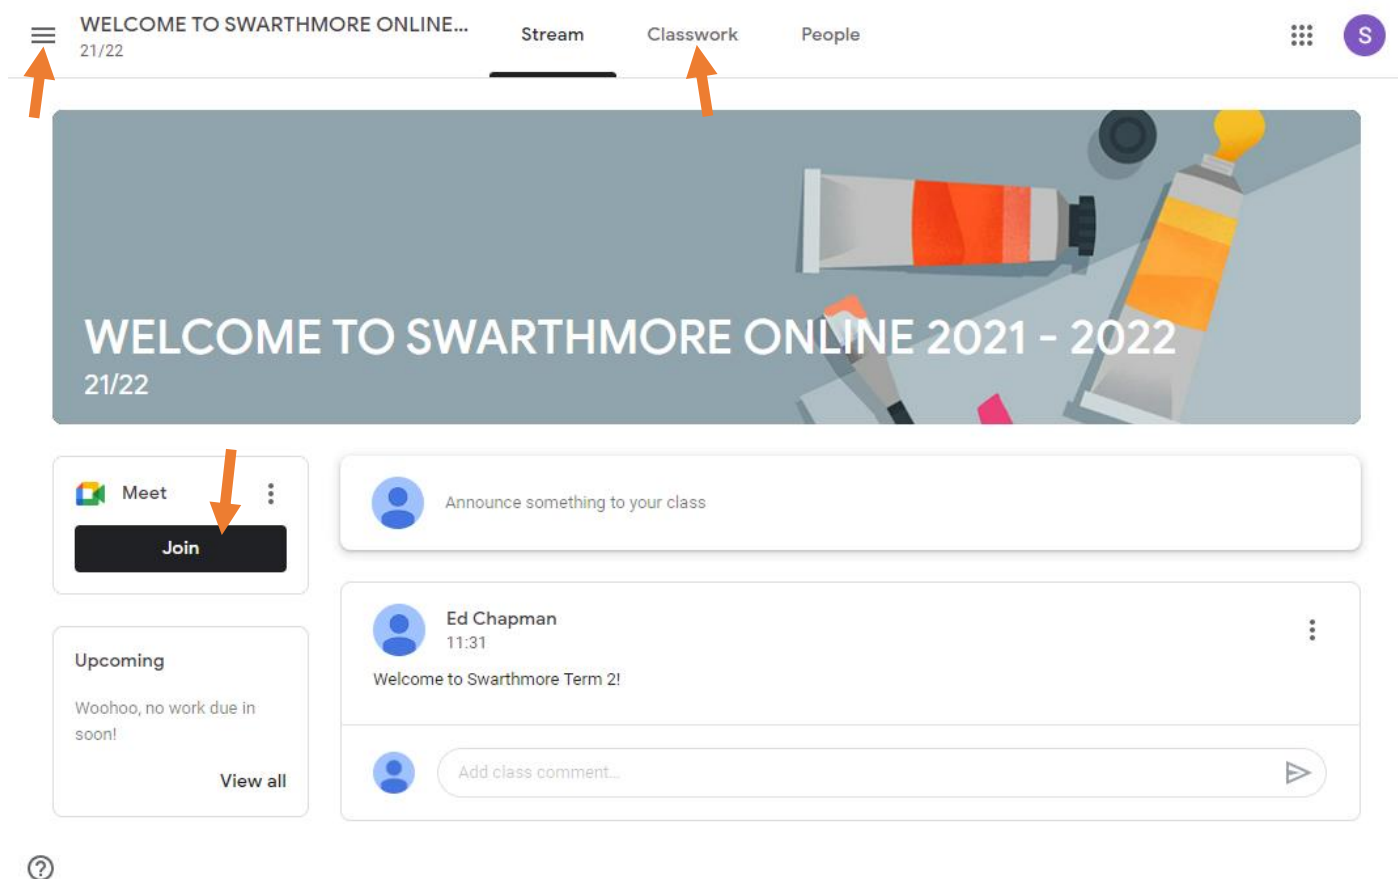 WELCOME TO SWARTHMORE ONLINE...
21/22
Stream
Classwork
People
S
WELCOME TO SWARTHMORE ONLINE 2021 - 2022
21/22
Meet
Join
Announce something to your class
Ed Chapman
11:31
Welcome to Swarthmore Term 2!
Upcoming
Woohoo, no work due in
soon!
View all
Add class comment...